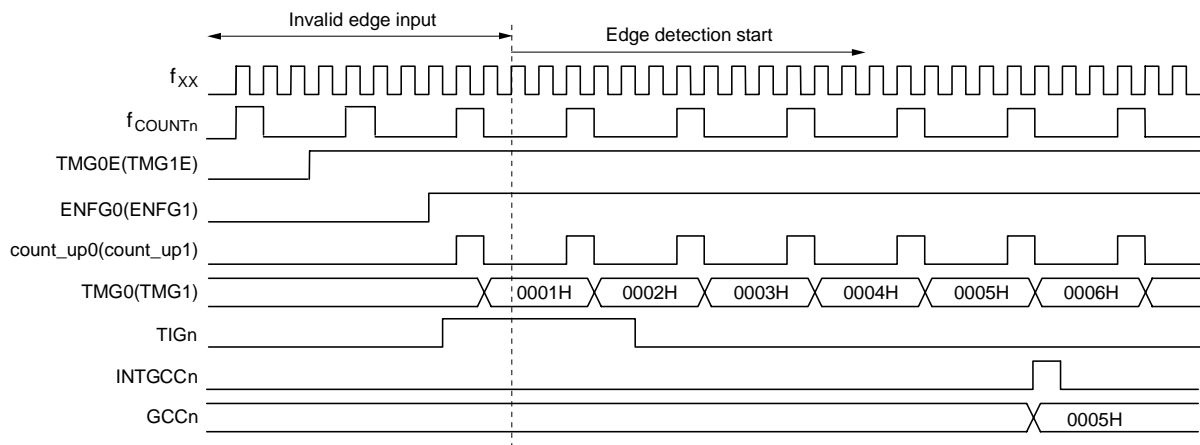 Invalid edge input
Edge detection start
fXX
fCOUNTn
TMG0E(TMG1E)
ENFG0(ENFG1)
count_up0(count_up1)
TMG0(TMG1) 0001H 0002H 0003H 0004H 0005H 0006H
TIGn
INTGCCn
GCCn 0005H